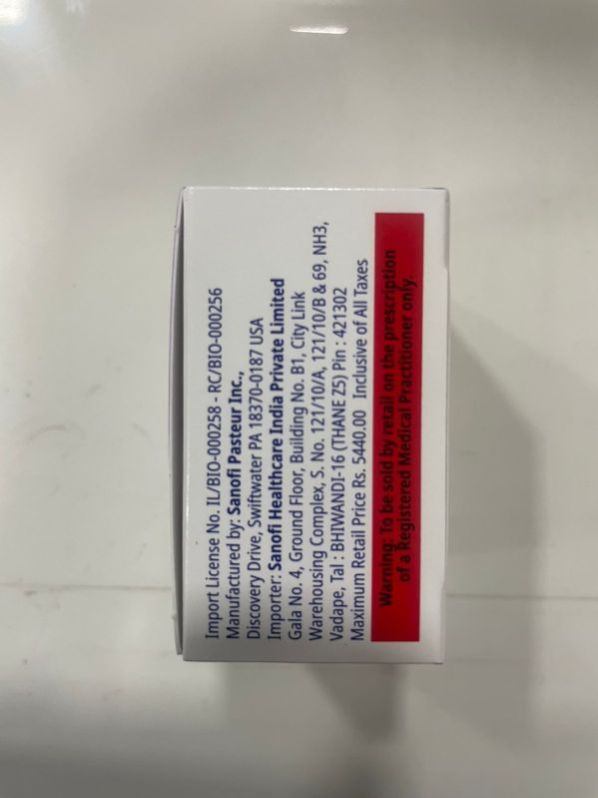 Import License No. IL/BIO-000258 - RC/BIO-000256
Manufactured by: Sanofi Pasteur Inc.,
Discovery Drive, Swiftwater PA 18370-0187 USA
Importer: Sanofi Healthcare India Private Limited
Gala No. 4, Ground Floor, Building No. B1, City Link
Warehousing Complex, S. No. 121/10/A, 121/10/B & 69, NH3,
Vadape, Tal : BHIWANDI-16 (THANE Z5) Pin : 421302
Maximum Retail Price Rs. 5440.00 Inclusive of All Taxes
Warning: To be sold by retail on the prescription
of a Registered Medical Practitioner only.